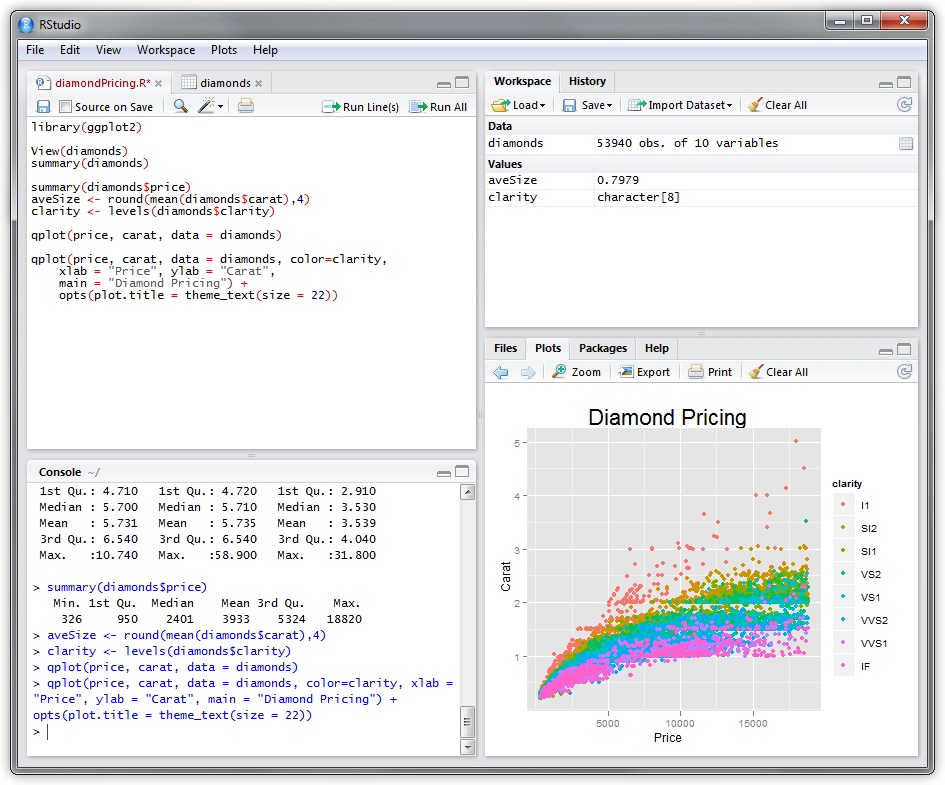 RStudio
File Edit View Workspace Plots Help
diamondPricing.R* diamonds
Source on Save Run Line(s) Run All
library(ggplot2)
View(diamonds)
summary(diamonds)
summary(diamonds$price)
aveSize <- round(mean(diamonds$carat),4)
clarity <- levels(diamonds$clarity)
qplot(price, carat, data = diamonds)
qplot(price, carat, data = diamonds, color=clarity,
xlab = "Price", ylab = "Carat",
main = "Diamond Pricing") +
opts(plot.title = theme_text(size = 22))
Console ~/
1st Qu.: 4.710 1st Qu.: 4.720 1st Qu.: 2.910
Median : 5.700 Median : 5.710 Median : 3.530
Mean : 5.731 Mean : 5.735 Mean : 3.539
3rd Qu.: 6.540 3rd Qu.: 6.540 3rd Qu.: 4.040
Max. :10.740 Max. :58.900 Max. :31.800
> summary(diamonds$price)
Min. 1st Qu. Median Mean 3rd Qu. Max.
326 950 2401 3933 5324 18820
> aveSize <- round(mean(diamonds$carat),4)
> clarity <- levels(diamonds$clarity)
> qplot(price, carat, data = diamonds)
> qplot(price, carat, data = diamonds, color=clarity, xlab =
"Price", ylab = "Carat", main = "Diamond Pricing") +
opts(plot.title = theme_text(size = 22))
>
Workspace History
Load Save Import Dataset Clear All
Data
diamonds 53940 obs. of 10 variables
Values
aveSize 0.7979
clarity character[8]
Files Plots Packages Help
Zoom Export Print Clear All
Diamond Pricing
5
4
3
2
1
Carat
5000 10000 15000
Price
clarity
I1
SI2
SI1
VS2
VS1
VVS2
VVS1
IF